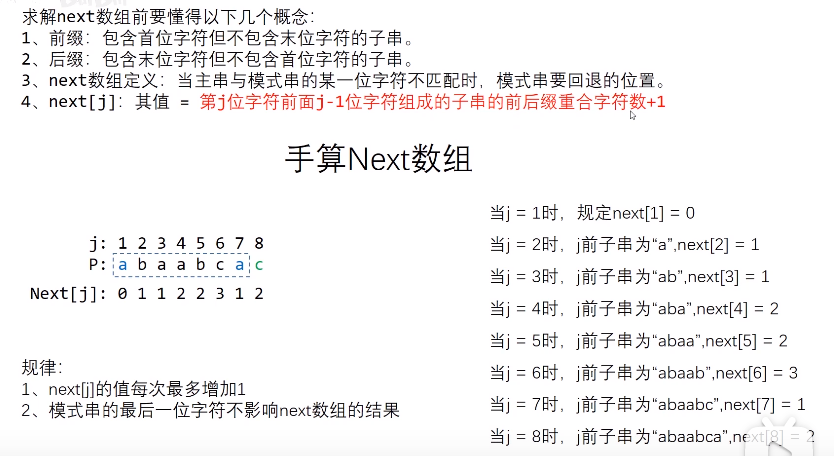 求解next数组前要懂得以下几个概念：
1、前缀：包含首位字符但不包含末位字符的子串。
2、后缀：包含末位字符但不包含首位字符的子串。
3、next数组定义：当主串与模式串的某一位字符不匹配时，模式串要回退的位置。
4、next[j]：其值 = 第j位字符前面j-1位字符组成的子串的前后缀重合字符数+1
手算Next数组
j: 1 2 3 4 5 6 7 8
P: a b a a b c a c
Next[j]: 0 1 1 2 2 3 1 2
规律：
1、next[j]的值每次最多增加1
2、模式串的最后一位字符不影响next数组的结果
当j = 1时，规定next[1] = 0
当j = 2时，j前子串为“a”,next[2] = 1
当j = 3时，j前子串为“ab”,next[3] = 1
当j = 4时，j前子串为“aba”,next[4] = 2
当j = 5时，j前子串为“abaa”,next[5] = 2
当j = 6时，j前子串为“abaab”,next[6] = 3
当j = 7时，j前子串为“abaabc”,next[7] = 1
当j = 8时，j前子串为“abaabca”,next[8] = 2